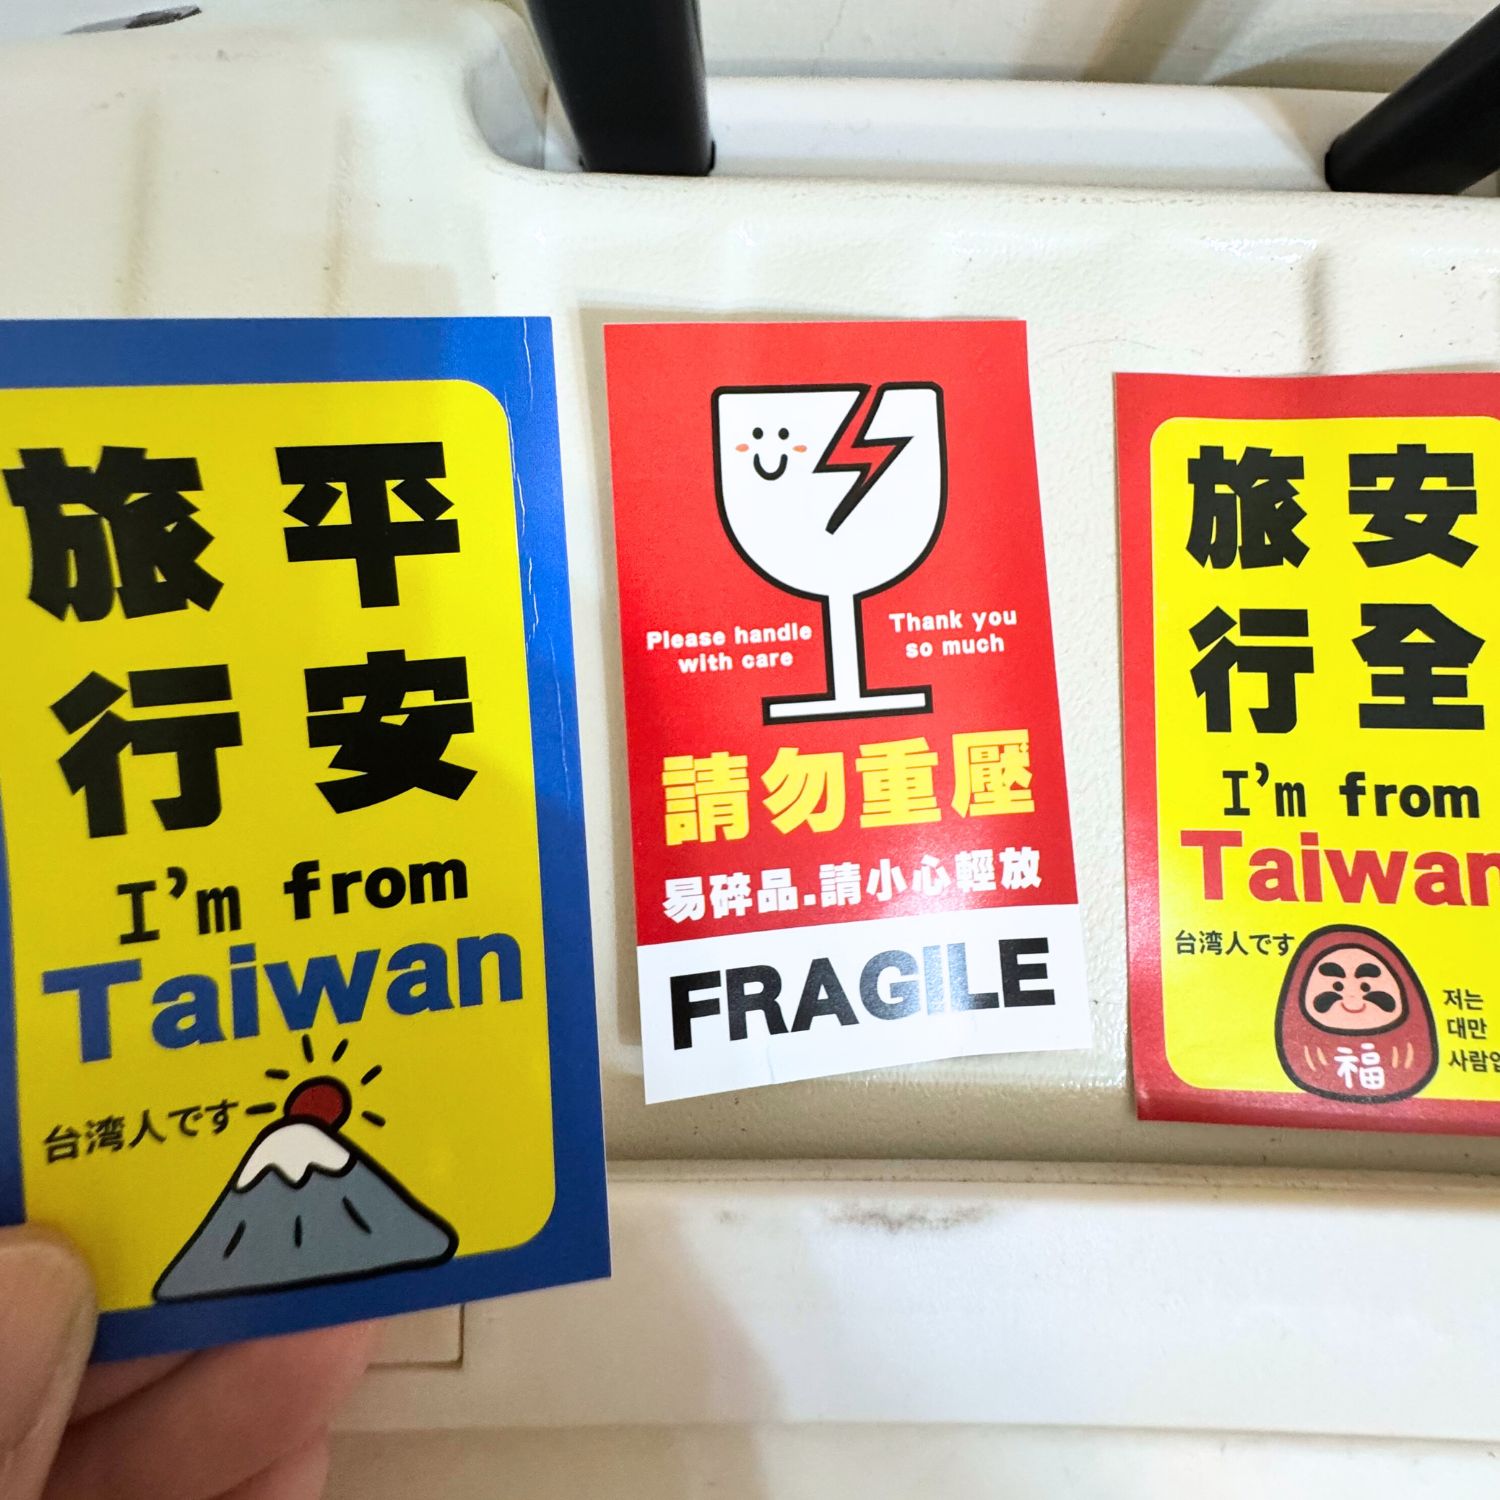 旅平
行安
I'm from
Taiwan
台湾人です
Please handle
with care
Thank you
so much
請勿重壓
易碎品.請小心輕放
FRAGILE
旅安
行全
I'm from
Taiwan
台湾人です
저는
대만
福